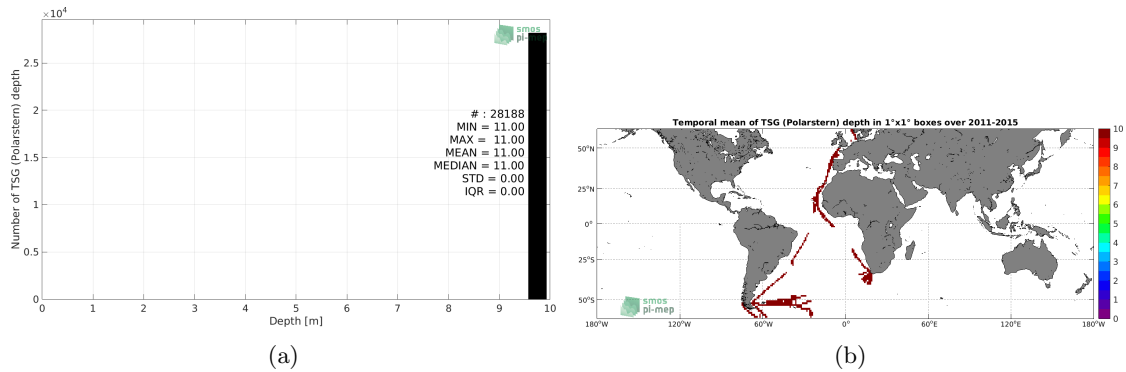 ×10⁴
smos
pi-mep
2.5
2
1.5
1
0.5
0
Number of TSG (Polarstern) depth
# : 28188
MIN = 11.00
MAX = 11.00
MEAN = 11.00
MEDIAN = 11.00
STD = 0.00
IQR = 0.00
0 1 2 3 4 5 6 7 8 9 10
Depth [m]
(a)
Temporal mean of TSG (Polarstern) depth in 1°x1° boxes over 2011-2015
50°N
25°N
0°
25°S
50°S
180°W 120°W 60°W 0° 60°E 120°E 180°W
smos
pi-mep
10
9
8
7
6
5
4
3
2
1
0
(b)